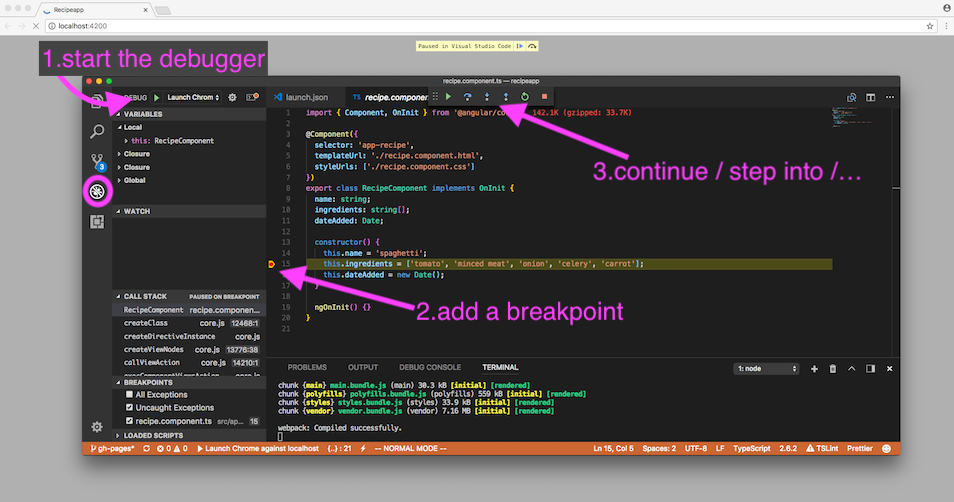 Recipeapp
localhost:4200
Paused in Visual Studio Code
1.start the debugger
recipe.component.ts — recipeapp
DEBUG
Launch Chrom
launch.json
TS recipe.componen
VARIABLES
Local
this: RecipeComponent
Closure
Closure
Global
3
WATCH
CALL STACK PAUSED ON BREAKPOINT
RecipeComponent recipe.componen...
createClass core.js 12468:1
createDirectiveInstance core.js
createViewNodes core.js 13776:38
callViewAction core.js 14210:1
execComponentViewsAction core.js
BREAKPOINTS
All Exceptions
Uncaught Exceptions
recipe.component.ts src/ap... 15
LOADED SCRIPTS
1 import { Component, OnInit } from '@angular/co 142.1K (gzipped: 33.7K)
2
3 @Component({
4 selector: 'app-recipe',
5 templateUrl: './recipe.component.html',
6 styleUrls: ['./recipe.component.css']
7 })
8 export class RecipeComponent implements OnInit {
9 name: string;
10 ingredients: string[];
11 dateAdded: Date;
12
13 constructor() {
14 this.name = 'spaghetti';
15 this.ingredients = ['tomato', 'minced meat', 'onion', 'celery', 'carrot'];
16 this.dateAdded = new Date();
17 }
18
19 ngOnInit() {}
20 }
21
3.continue / step into /...
2.add a breakpoint
PROBLEMS OUTPUT DEBUG CONSOLE TERMINAL
1: node
chunk {main} main.bundle.js (main) 30.3 kB [initial] [rendered]
chunk {polyfills} polyfills.bundle.js (polyfills) 559 kB [initial] [rendered]
chunk {styles} styles.bundle.js (styles) 33.9 kB [initial] [rendered]
chunk {vendor} vendor.bundle.js (vendor) 7.16 MB [initial] [rendered]
webpack: Compiled successfully.
gh-pages* 0 0 Launch Chrome against localhost {..} : 21 -- NORMAL MODE -- Ln 15, Col 5 Spaces: 2 UTF-8 LF TypeScript 2.6.2 TSLint Prettier